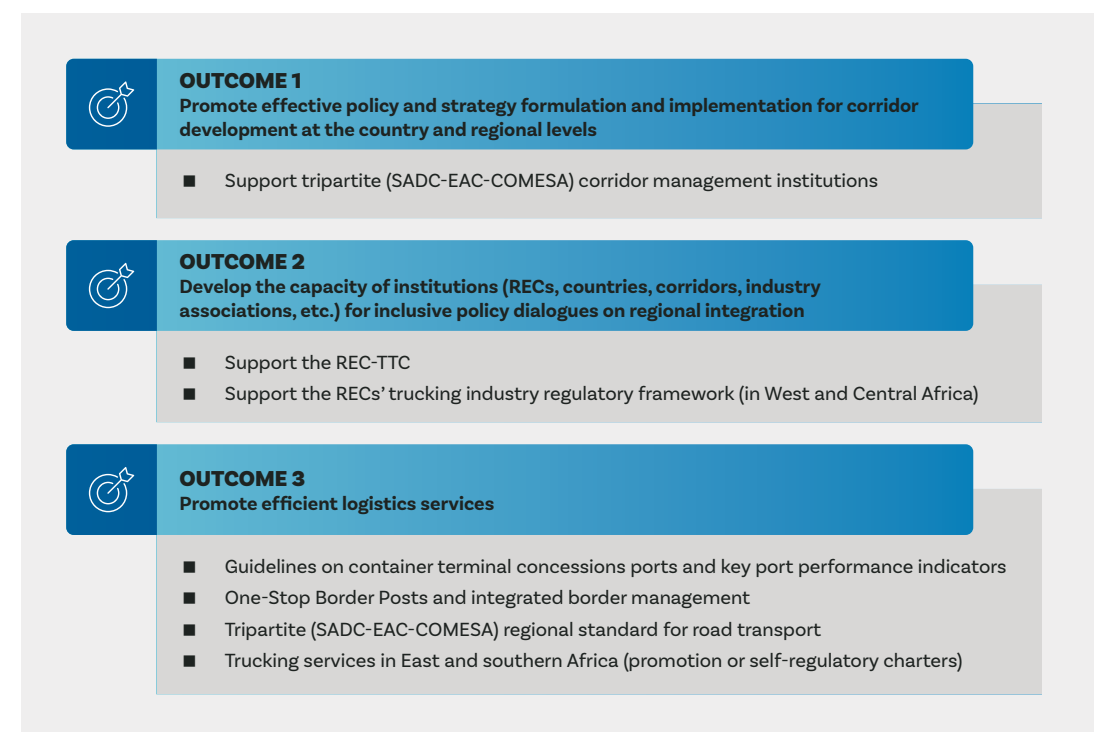 OUTCOME 1
Promote effective policy and strategy formulation and implementation for corridor
development at the country and regional levels
■ Support tripartite (SADC-EAC-COMESA) corridor management institutions
OUTCOME 2
Develop the capacity of institutions (RECs, countries, corridors, industry
associations, etc.) for inclusive policy dialogues on regional integration
■ Support the REC-TTC
■ Support the RECs’ trucking industry regulatory framework (in West and Central Africa)
OUTCOME 3
Promote efficient logistics services
■ Guidelines on container terminal concessions ports and key port performance indicators
■ One-Stop Border Posts and integrated border management
■ Tripartite (SADC-EAC-COMESA) regional standard for road transport
■ Trucking services in East and southern Africa (promotion or self-regulatory charters)